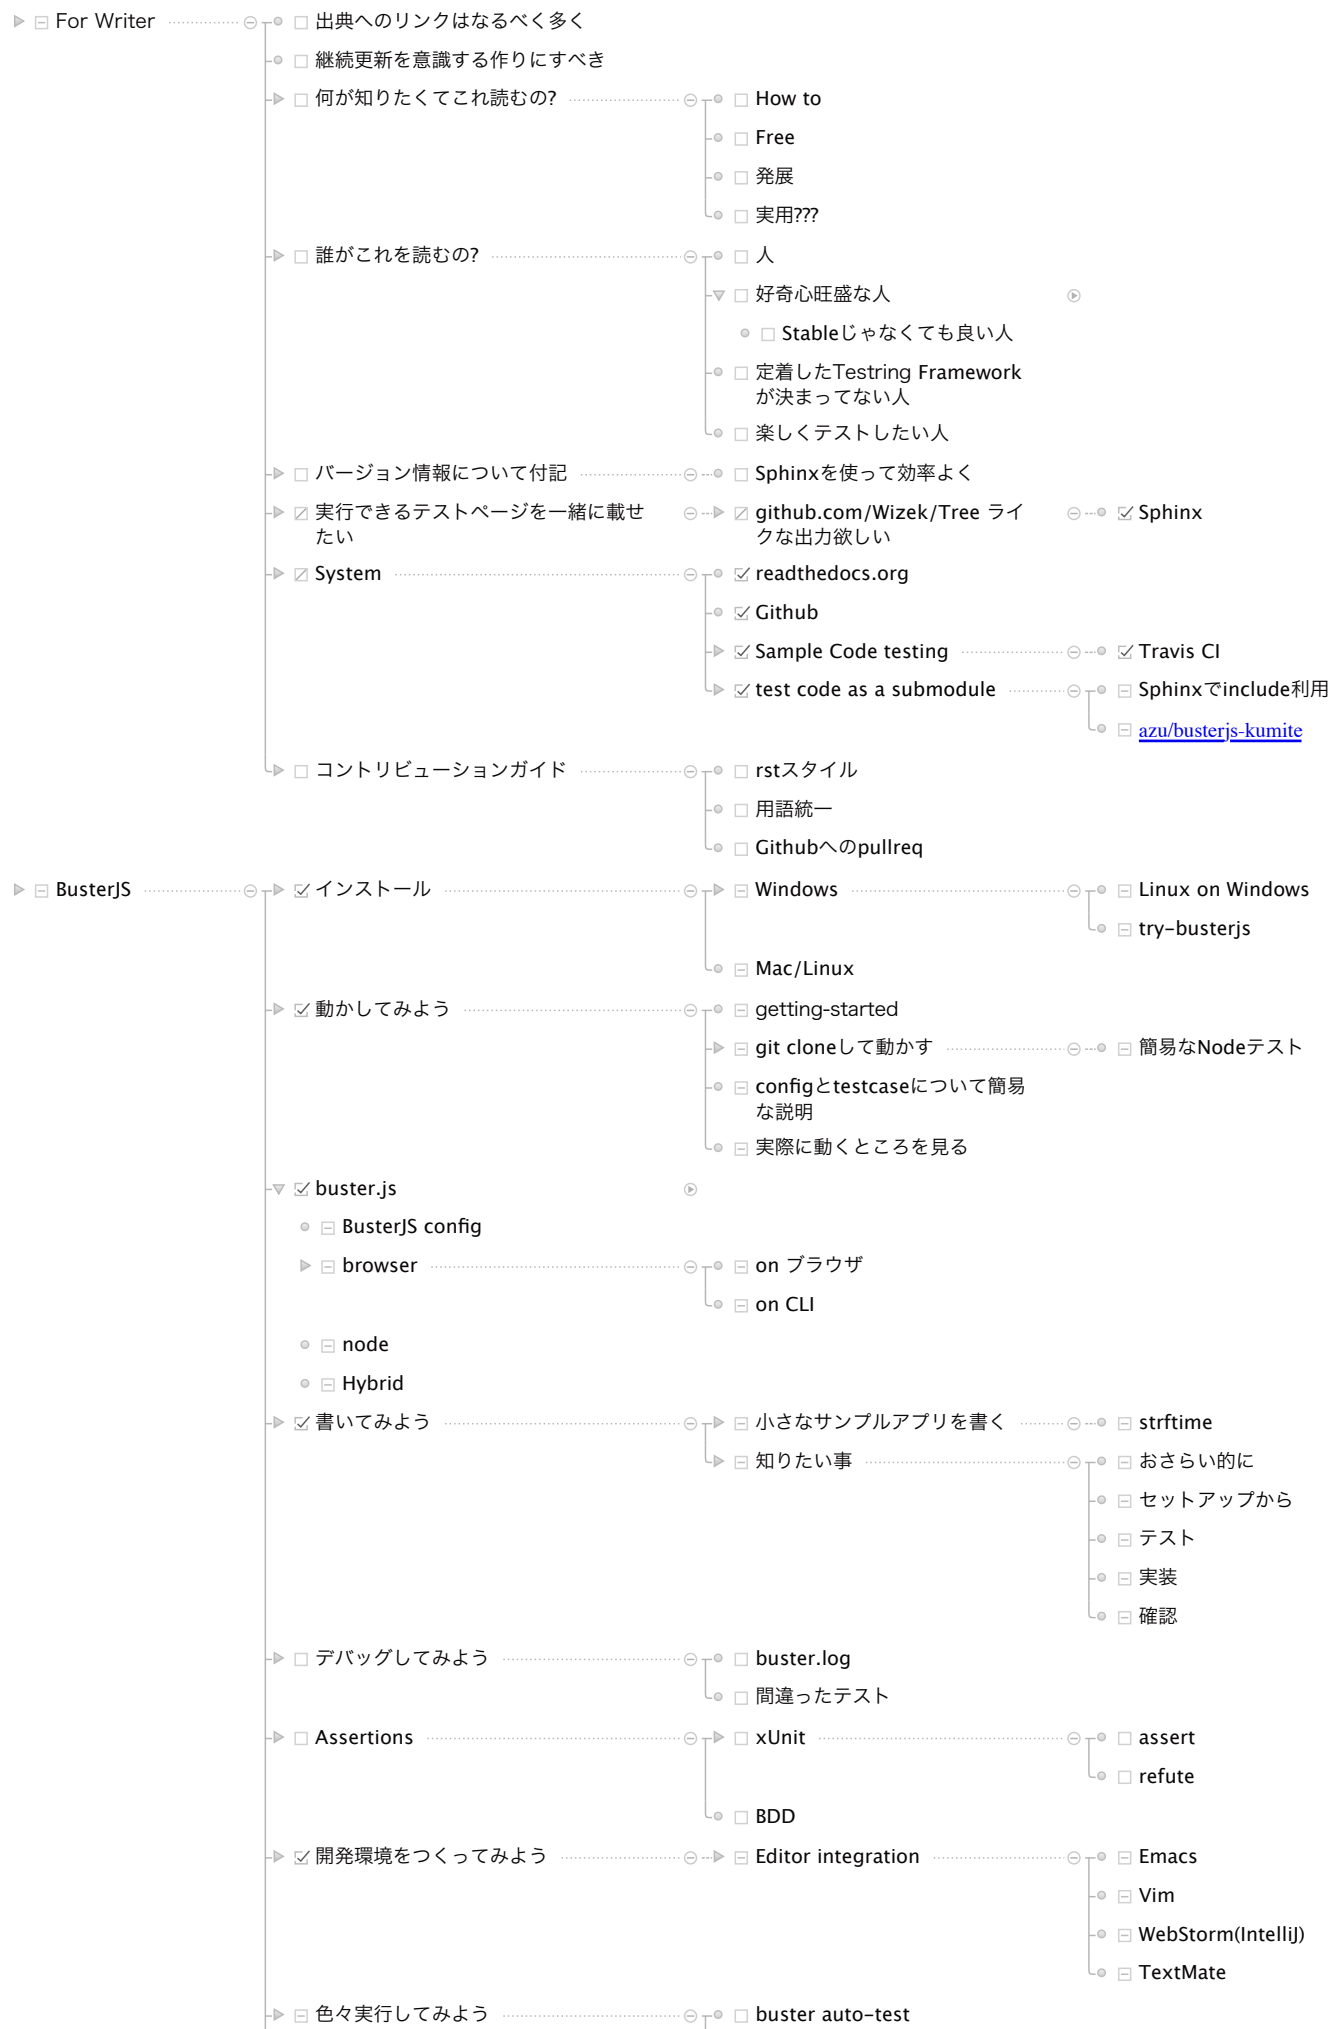 For Writer
出典へのリンクはなるべく多く
継続更新を意識する作りにすべき
何が知りたくてこれ読むの?
How to
Free
発展
実用???
誰がこれを読むの?
人
好奇心旺盛な人
Stableじゃなくても良い人
定着したTestring Framework
が決まってない人
楽しくテストしたい人
バージョン情報について付記
Sphinxを使って効率よく
実行できるテストページを一緒に載せ
たい
github.com/Wizek/Tree ライ
クな出力欲しい
Sphinx
System
readthedocs.org
Github
Sample Code testing
Travis CI
test code as a submodule
Sphinxでinclude利用
azu/busterjs-kumite
コントリビューションガイド
rstスタイル
用語統一
Githubへのpullreq
BusterJS
インストール
Windows
Linux on Windows
try-busterjs
Mac/Linux
動かしてみよう
getting-started
git cloneして動かす
簡易なNodeテスト
configとtestcaseについて簡易
な説明
実際に動くところを見る
buster.js
BusterJS config
browser
on ブラウザ
on CLI
node
Hybrid
書いてみよう
小さなサンプルアプリを書く
strftime
知りたい事
おさらい的に
セットアップから
テスト
実装
確認
デバッグしてみよう
buster.log
間違ったテスト
Assertions
xUnit
assert
refute
BDD
開発環境をつくってみよう
Editor integration
Emacs
Vim
WebStorm(IntelliJ)
TextMate
色々実行してみよう
buster auto-test